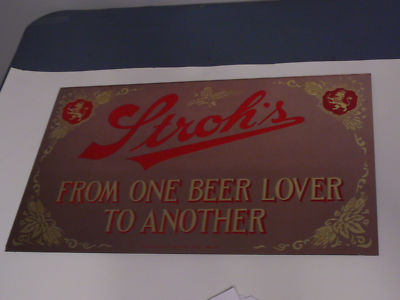 Stroh's
FROM ONE BEER LOVER
TO ANOTHER